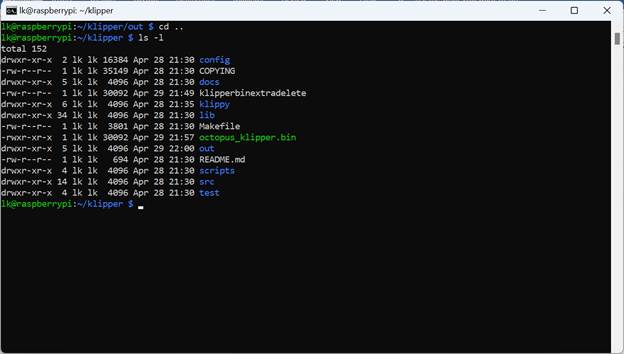 lk@raspberrypi: ~/klipper
lk@raspberrypi:~/klipper/out $ cd ..
lk@raspberrypi:~/klipper $ ls -l
total 152
drwxr-xr-x  2 lk lk 16384 Apr 28 21:30 config
-rw-r--r--  1 lk lk 35149 Apr 28 21:30 COPYING
drwxr-xr-x  5 lk lk  4096 Apr 28 21:30 docs
-rw-r--r--  1 lk lk 30092 Apr 29 21:49 klipperbinextradelete
drwxr-xr-x  6 lk lk  4096 Apr 28 21:35 klippy
drwxr-xr-x 34 lk lk  4096 Apr 28 21:30 lib
-rw-r--r--  1 lk lk  3801 Apr 28 21:30 Makefile
-rwxr-xr-x  1 lk lk 30092 Apr 29 21:57 octopus_klipper.bin
drwxr-xr-x  5 lk lk  4096 Apr 29 22:00 out
-rw-r--r--  1 lk lk   694 Apr 28 21:30 README.md
drwxr-xr-x  4 lk lk  4096 Apr 28 21:30 scripts
drwxr-xr-x 14 lk lk  4096 Apr 28 21:30 src
drwxr-xr-x  4 lk lk  4096 Apr 28 21:30 test
lk@raspberrypi:~/klipper $